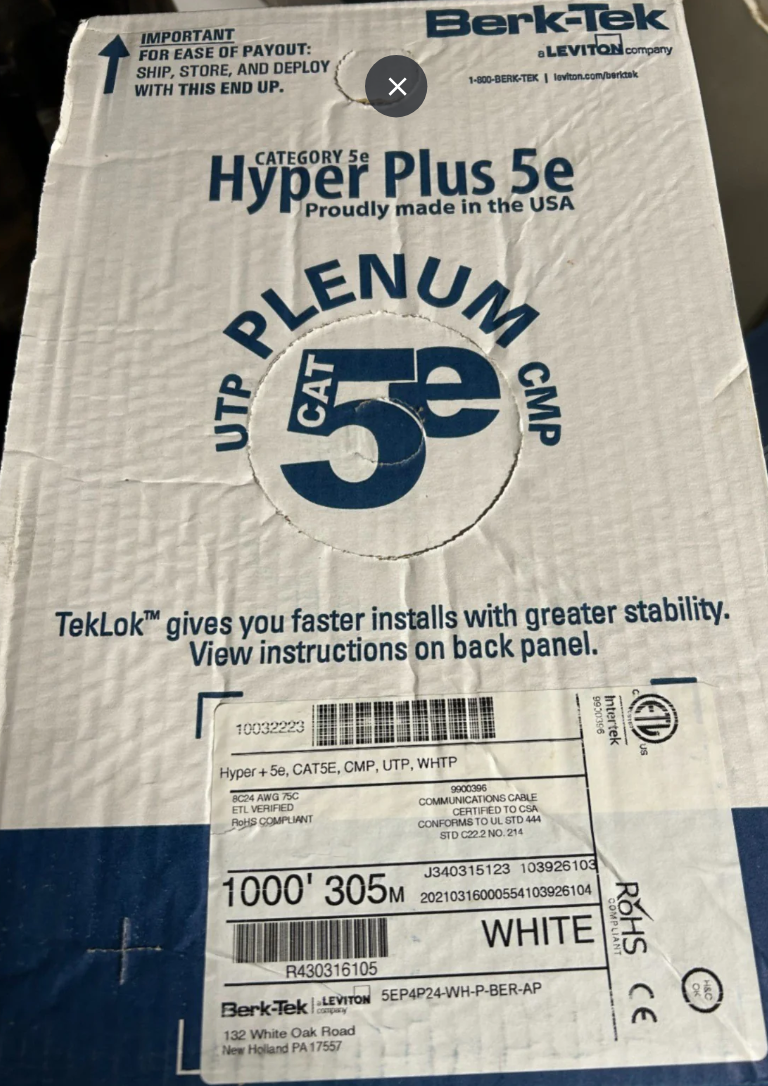 IMPORTANT
FOR EASE OF PAYOUT:
SHIP, STORE, AND DEPLOY
WITH THIS END UP.
Berk-Tek
a LEVITON company
1-800-BERK-TEK | leviton.com/berktek
CATEGORY 5e
Hyper Plus 5e
Proudly made in the USA
UTP PLENUM CMP
CAT 5e
TekLok™ gives you faster installs with greater stability.
View instructions on back panel.
10032223
Hyper + 5e, CAT5E, CMP, UTP, WHTP
8C24 AWG 75C
ETL VERIFIED
RoHS COMPLIANT
9900396
COMMUNICATIONS CABLE
CERTIFIED TO CSA
CONFORMS TO UL STD 444
STD C22.2 NO. 214
C ETL US
Intertek
9900396
1000' 305M
J340315123 103926103
20210316000554103926104
WHITE
R430316105
Berk-Tek a LEVITON company
5EP4P24-WH-P-BER-AP
132 White Oak Road
New Holland PA 17557
RoHS
COMPLIANT
CE
OK